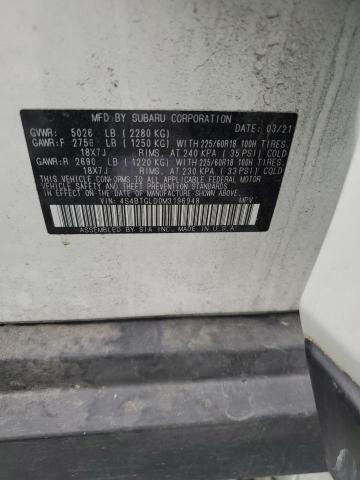 MFD BY SUBARU CORPORATION
GVWR: 5026 LB (2280 KG) DATE: 03/21
GAWR:F 2756 LB (1250 KG) WITH 225/60R18 100H TIRES,
18X7J RIMS, AT 240 KPA (35 PSI) COLD
GAWR:R 2690 LB (1220 KG) WITH 225/60R18 100H TIRES,
18X7J RIMS, AT 230 KPA (33 PSI) COLD
THIS VEHICLE CONFORMS TO ALL APPLICABLE FEDERAL MOTOR
VEHICLE SAFETY AND THEFT PREVENTION STANDARDS
IN EFFECT ON THE DATE OF MANUFACTURE SHOWN ABOVE.
VIN: 4S4BTGLD0M3196948 MPV
ASSEMBLED BY SIA INC. MADE IN U.S.A.